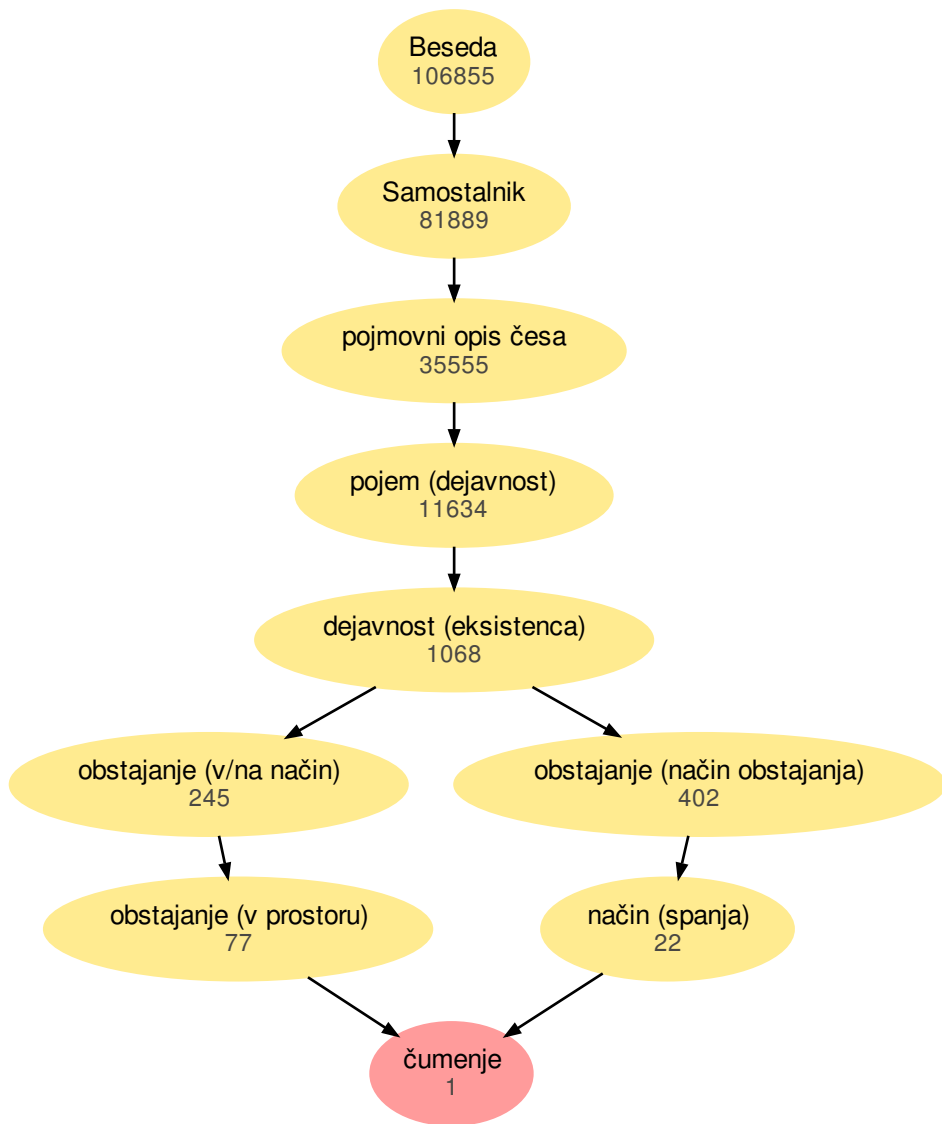 Beseda
106855
Samostalnik
81889
pojmovni opis česa
35555
pojem (dejavnost)
11634
dejavnost (eksistenca)
1068
obstajanje (v/na način)
245
obstajanje (način obstajanja)
402
obstajanje (v prostoru)
77
način (spanja)
22
čumenje
1